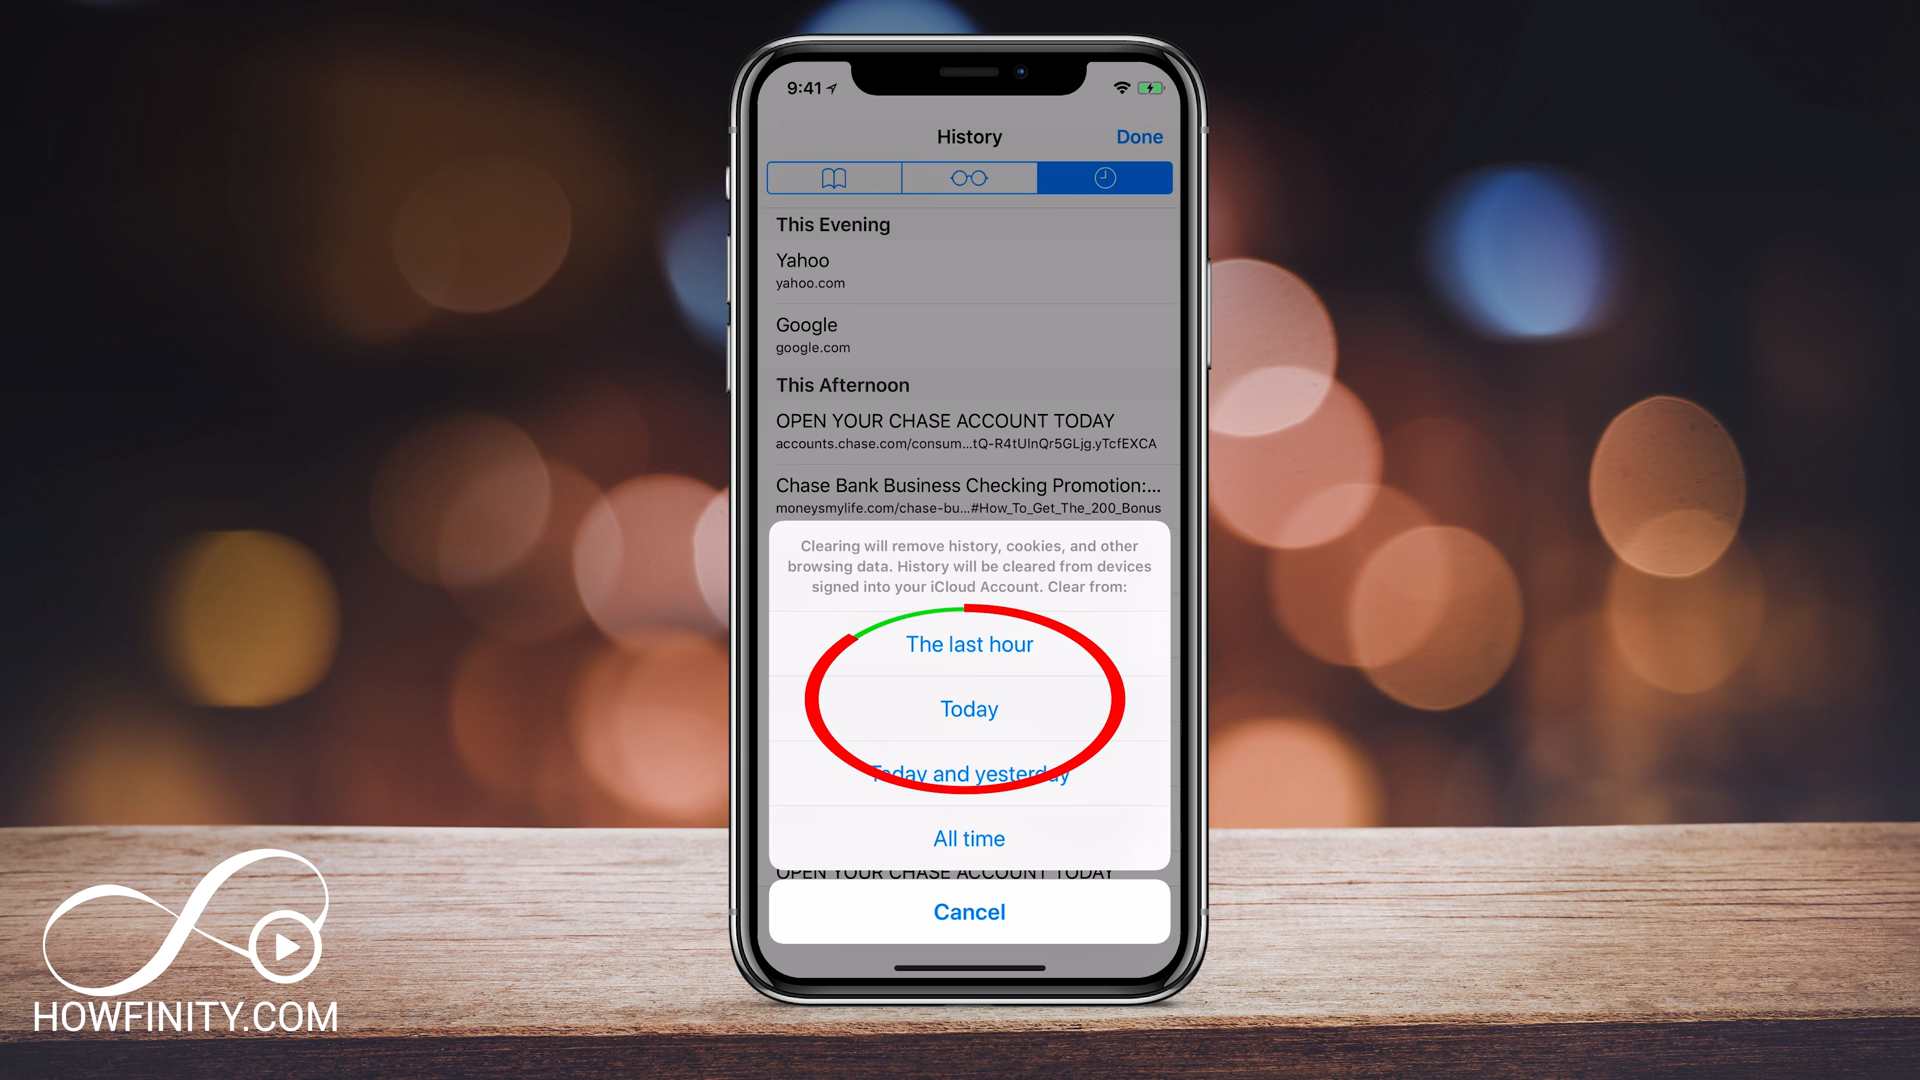 9:41
History
Done
This Evening
Yahoo
yahoo.com
Google
google.com
This Afternoon
OPEN YOUR CHASE ACCOUNT TODAY
accounts.chase.com/consum...tQ-R4tUlnQr5GLjg.yTcfEXCA
Chase Bank Business Checking Promotion:...
moneysmylife.com/chase-bu...#How_To_Get_The_200_Bonus
Clearing will remove history, cookies, and other
browsing data. History will be cleared from devices
signed into your iCloud Account. Clear from:
The last hour
Today
Today and yesterday
All time
OPEN YOUR CHASE ACCOUNT TODAY
Cancel
HOWFINITY.COM